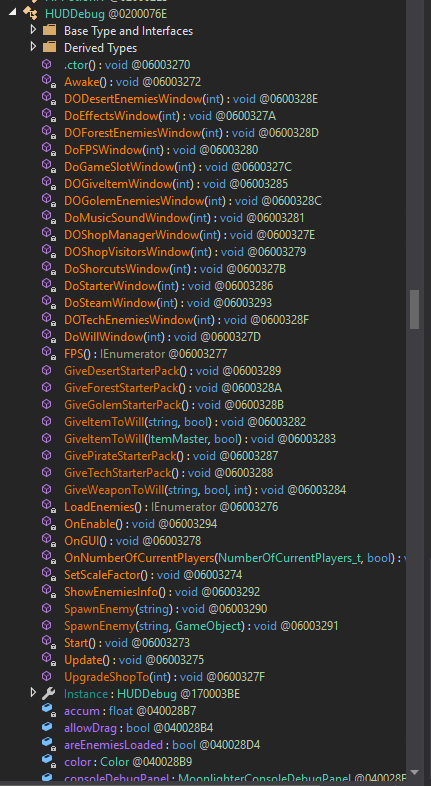 HUDDebug @0200076E
Base Type and Interfaces
Derived Types
.ctor() : void @06003270
Awake() : void @06003272
DODesertEnemiesWindow(int) : void @0600328E
DoEffectsWindow(int) : void @0600327A
DOForestEnemiesWindow(int) : void @0600328D
DoFPSWindow(int) : void @06003280
DoGameSlotWindow(int) : void @0600327C
DOGiveItemWindow(int) : void @06003285
DOGolemEnemiesWindow(int) : void @0600328C
DoMusicSoundWindow(int) : void @06003281
DOShopManagerWindow(int) : void @0600327E
DOShopVisitorsWindow(int) : void @06003279
DoShorcutsWindow(int) : void @0600327B
DoStarterWindow(int) : void @06003286
DoSteamWindow(int) : void @06003293
DOTechEnemiesWindow(int) : void @0600328F
DoWillWindow(int) : void @0600327D
FPS() : IEnumerator @06003277
GiveDesertStarterPack() : void @06003289
GiveForestStarterPack() : void @0600328A
GiveGolemStarterPack() : void @0600328B
GiveItemToWill(string, bool) : void @06003282
GiveItemToWill(ItemMaster, bool) : void @06003283
GivePirateStarterPack() : void @06003287
GiveTechStarterPack() : void @06003288
GiveWeaponToWill(string, bool, int) : void @06003284
LoadEnemies() : IEnumerator @06003276
OnEnable() : void @06003294
OnGUI() : void @06003278
OnNumberOfCurrentPlayers(NumberOfCurrentPlayers_t, bool) : v
SetScaleFactor() : void @06003274
ShowEnemiesInfo() : void @06003292
SpawnEnemy(string) : void @06003290
SpawnEnemy(string, GameObject) : void @06003291
Start() : void @06003273
Update() : void @06003275
UpgradeShopTo(int) : void @0600327F
Instance : HUDDebug @170003BE
accum : float @040028B7
allowDrag : bool @040028B4
areEnemiesLoaded : bool @040028D4
color : Color @040028B9
consoleDebugPanel : MoonlighterConsoleDebugPanel @040028